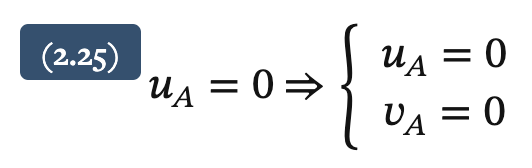 (2.25) u_A = 0 ⇒ { u_A = 0
v_A = 0